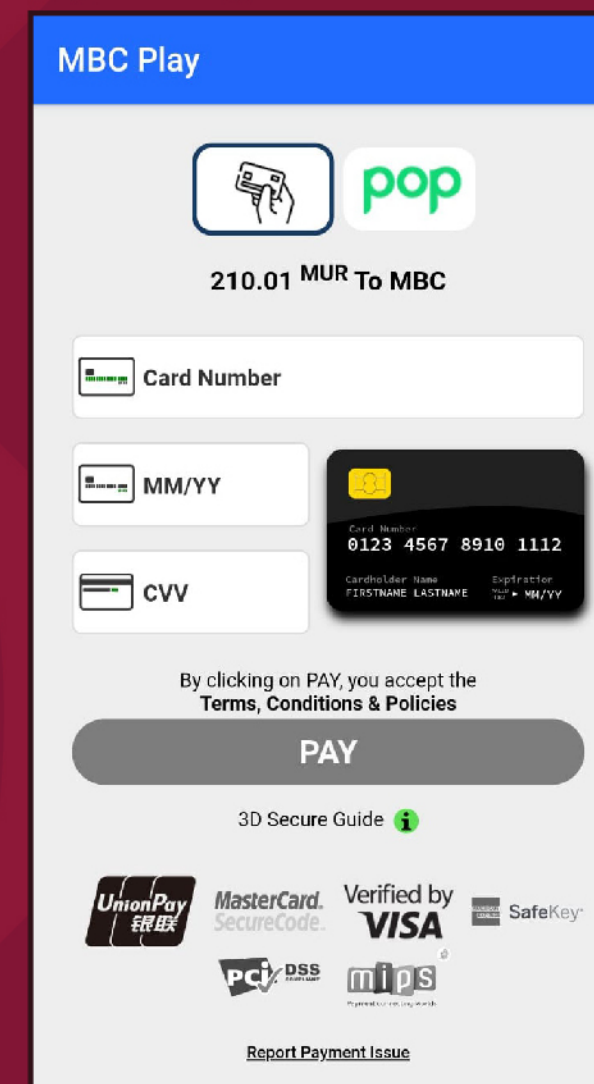 MBC Play
pop
210.01 MUR To MBC
Card Number
MM/YY
CVV
Card Number
0123 4567 8910 1112
Cardholder Name Expiration
FIRSTNAME LASTNAME MM/YY
By clicking on PAY, you accept the
Terms, Conditions & Policies
PAY
3D Secure Guide i
UnionPay
银联
MasterCard.
SecureCode.
Verified by
VISA
SafeKey
PCI DSS
mips
Report Payment Issue